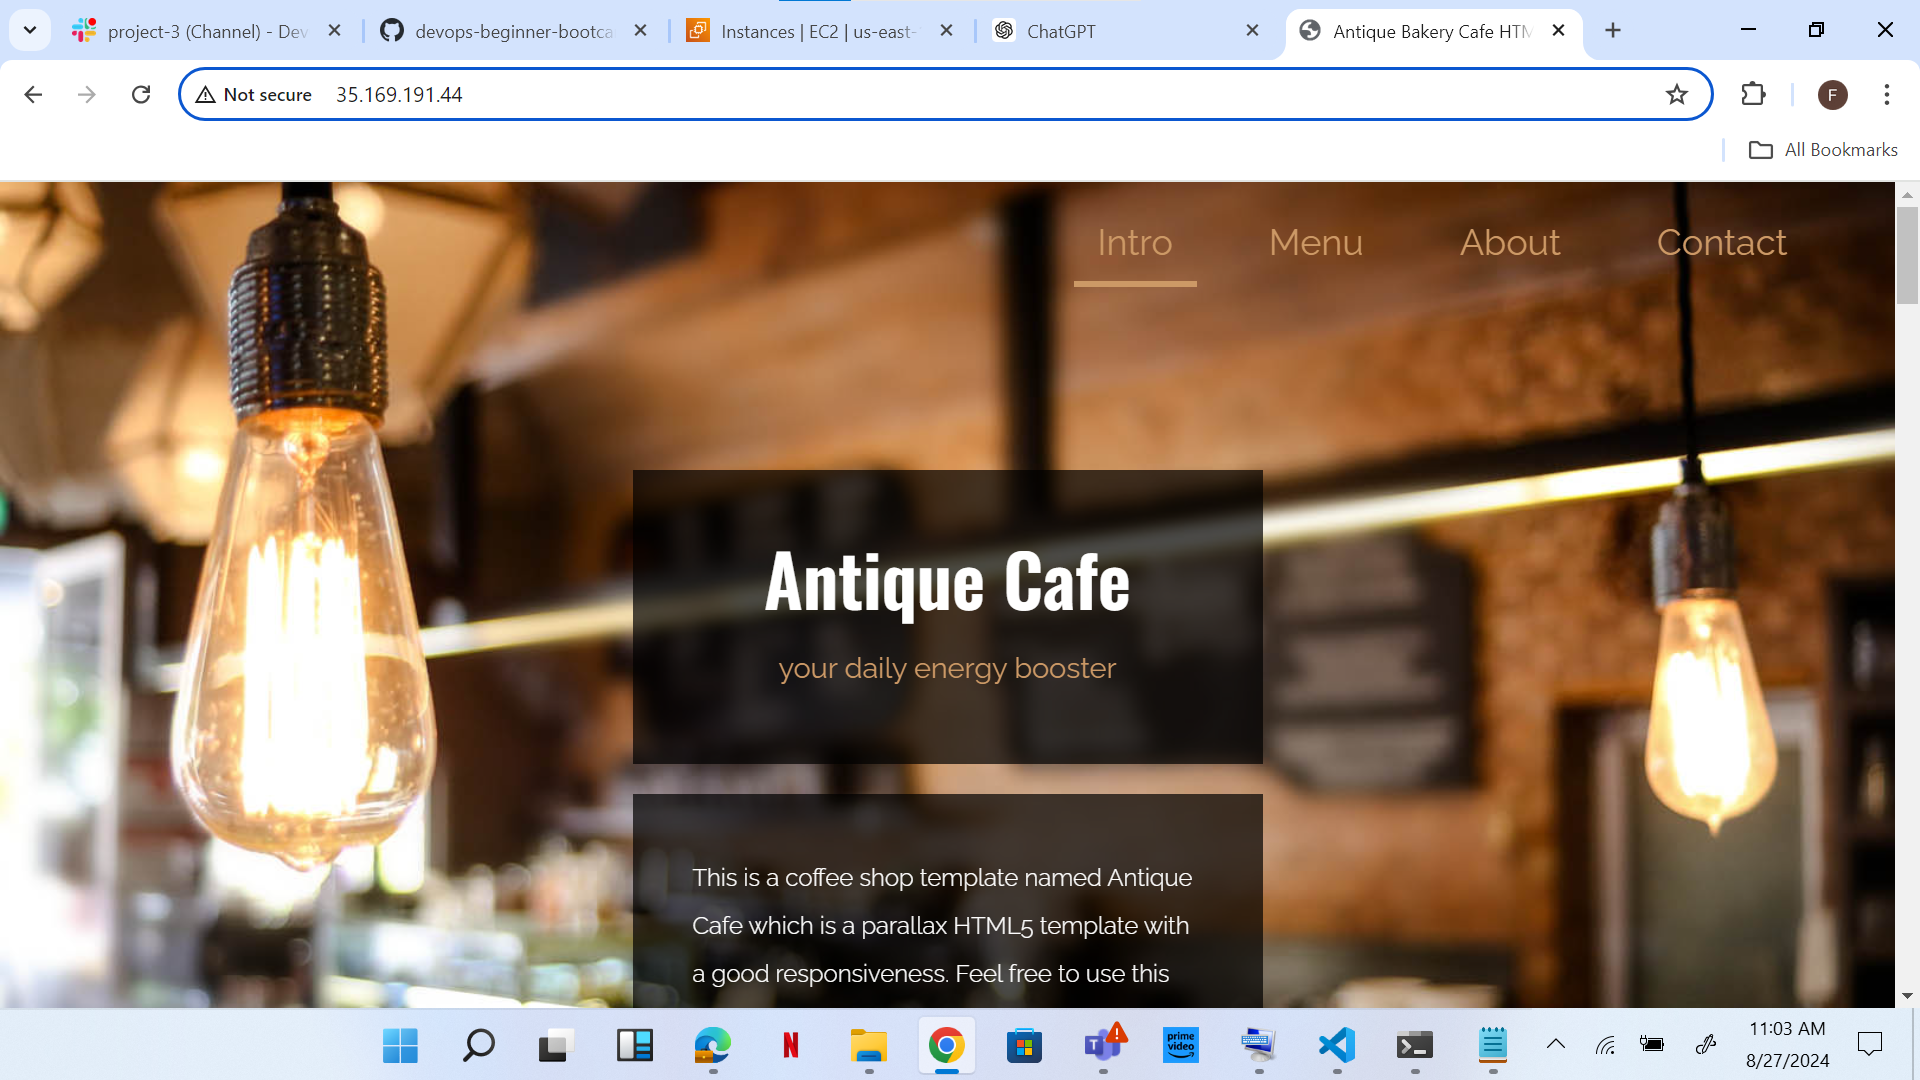 project-3 (Channel) - Dev
devops-beginner-bootca
Instances | EC2 | us-east-
ChatGPT
Antique Bakery Cafe HTM
Not secure
35.169.191.44
F
All Bookmarks
Intro
Menu
About
Contact
Antique Cafe
your daily energy booster
This is a coffee shop template named Antique
Cafe which is a parallax HTML5 template with
a good responsiveness. Feel free to use this
N
T
prime
video
11:03 AM
8/27/2024